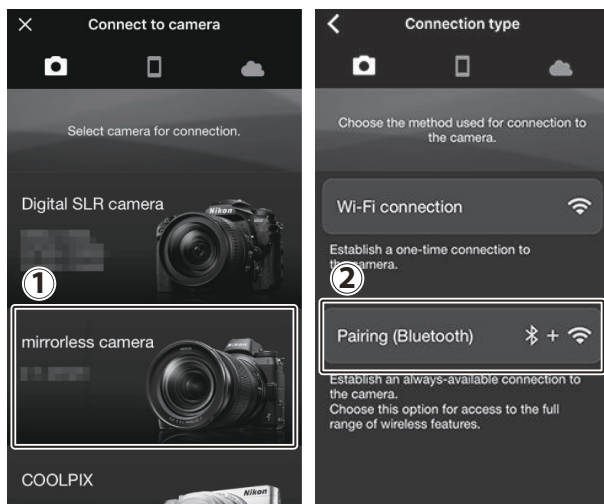 Connect to camera
Select camera for connection.
Digital SLR camera
Nikon
1
mirrorless camera
Nikon
COOLPIX
Nikon
Connection type
Choose the method used for connection to
the camera.
Wi-Fi connection
Establish a one-time connection to
the camera.
2
Pairing (Bluetooth)
+
Establish an always-available connection to
the camera.
Choose this option for access to the full
range of wireless features.